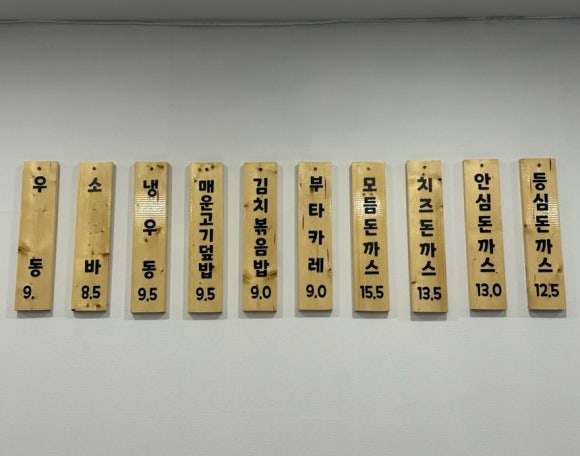 우동
9.
소바
8.5
냉우동
9.5
매운고기덮밥
9.5
김치볶음밥
9.0
부타카레
9.0
모듬돈까스
15.5
치즈돈까스
13.5
안심돈까스
13.0
등심돈까스
12.5